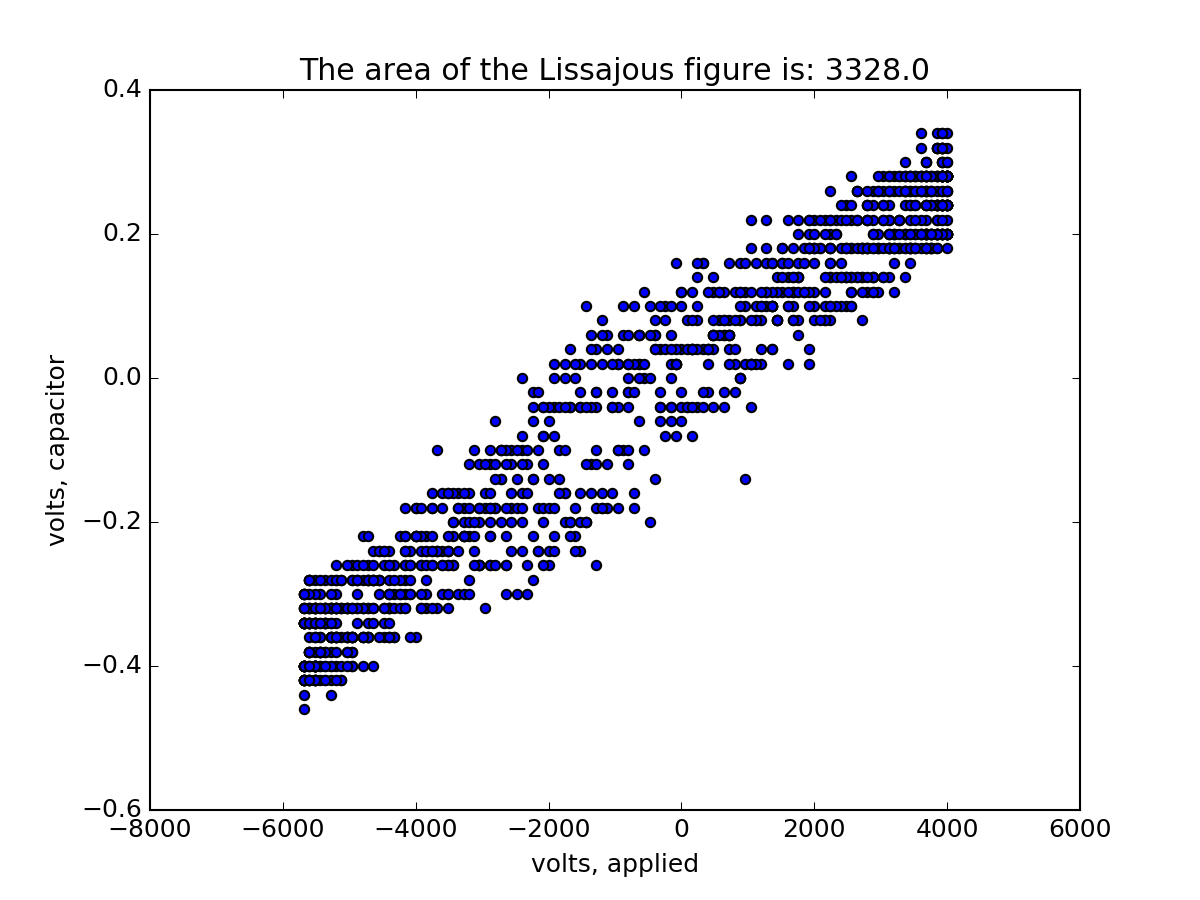 The area of the Lissajous figure is: 3328.0
0.4
0.2
0.0
−0.2
−0.4
−0.6
volts, capacitor
−8000 −6000 −4000 −2000 0 2000 4000 6000
volts, applied